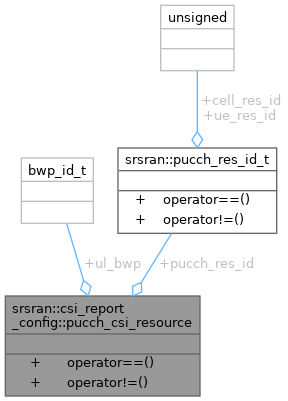 unsigned
+cell_res_id
+ue_res_id
srsran::pucch_res_id_t
+ operator==()
+ operator!=()
bwp_id_t
+ul_bwp
+pucch_res_id
srsran::csi_report
_config::pucch_csi_resource
+ operator==()
+ operator!=()